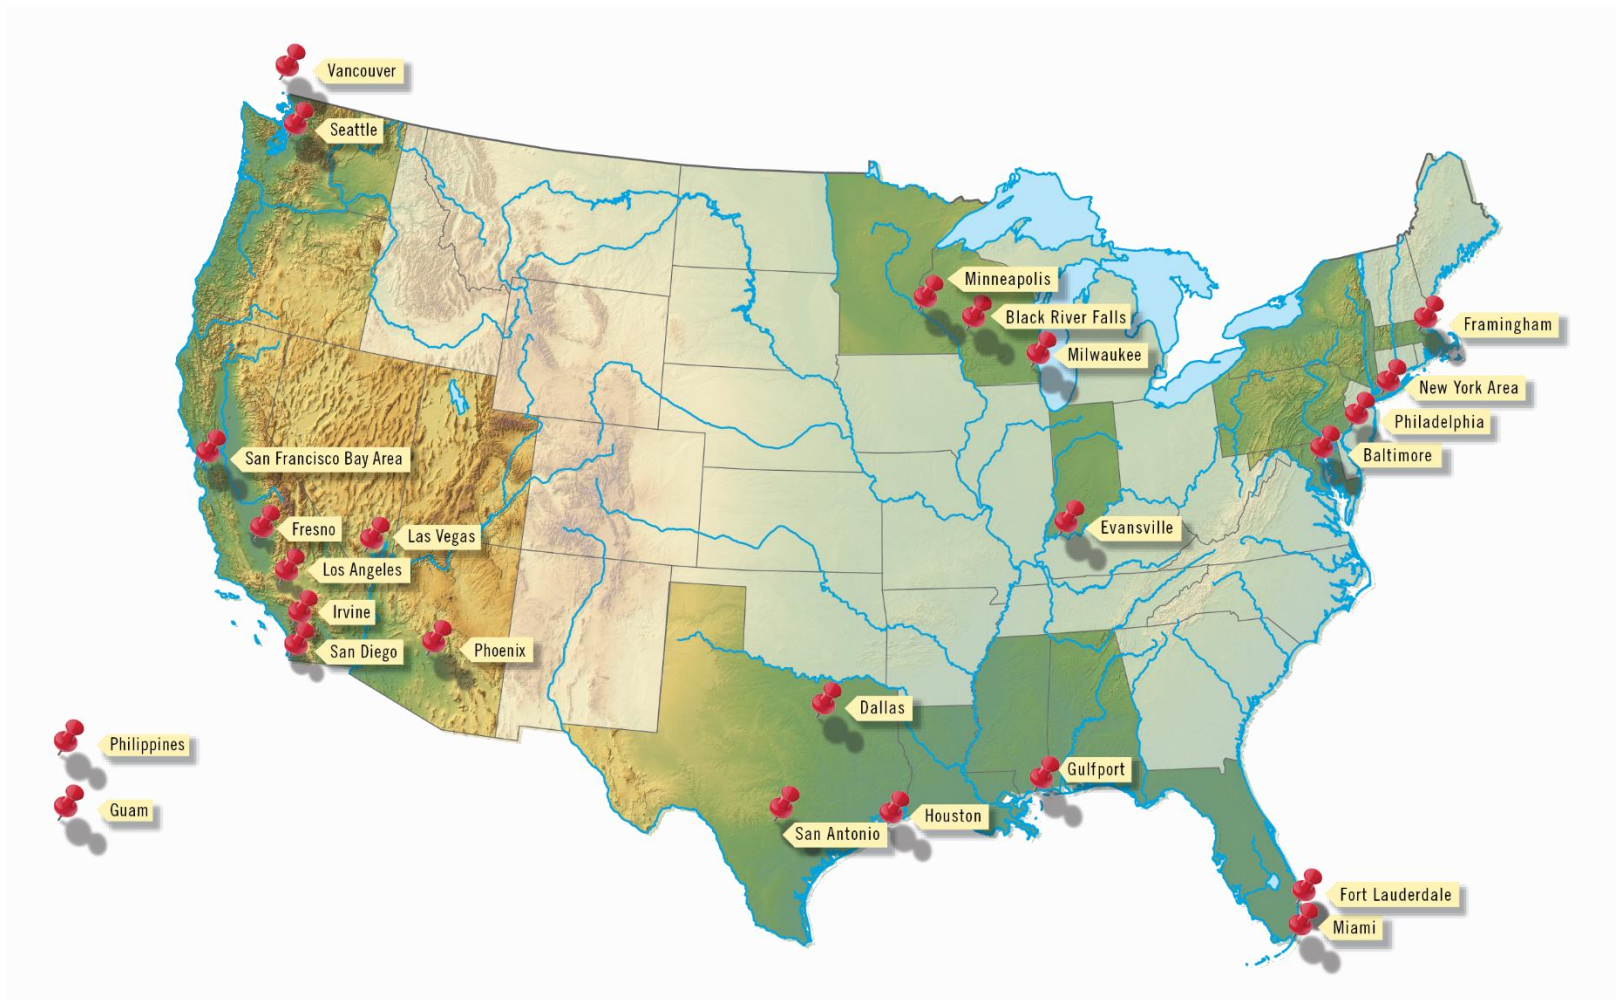 Vancouver
Seattle
Minneapolis
Black River Falls
Framingham
Milwaukee
New York Area
Philadelphia
Baltimore
San Francisco Bay Area
Evansville
Fresno
Las Vegas
Los Angeles
Irvine
Phoenix
San Diego
Dallas
Philippines
Gulfport
Guam
Houston
San Antonio
Fort Lauderdale
Miami